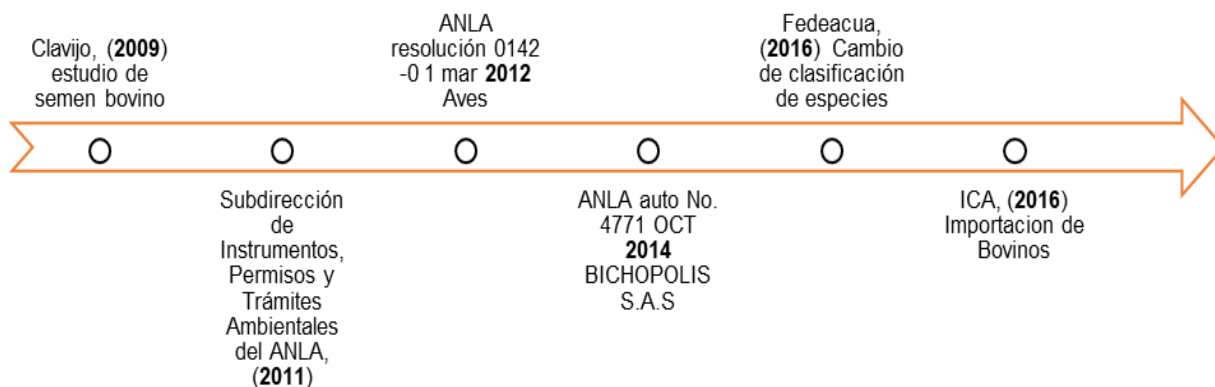 Clavijo, (2009)
estudio de
semen bovino
Subdirección
de
Instrumentos,
Permisos y
Trámites
Ambientales
del ANLA,
(2011)
ANLA
resolución 0142
-0 1 mar 2012
Aves
ANLA auto No.
4771 OCT
2014
BICHOPOLIS
S.A.S
Fedeacua,
(2016) Cambio
de clasificación
de especies
ICA, (2016)
Importacion de
Bovinos